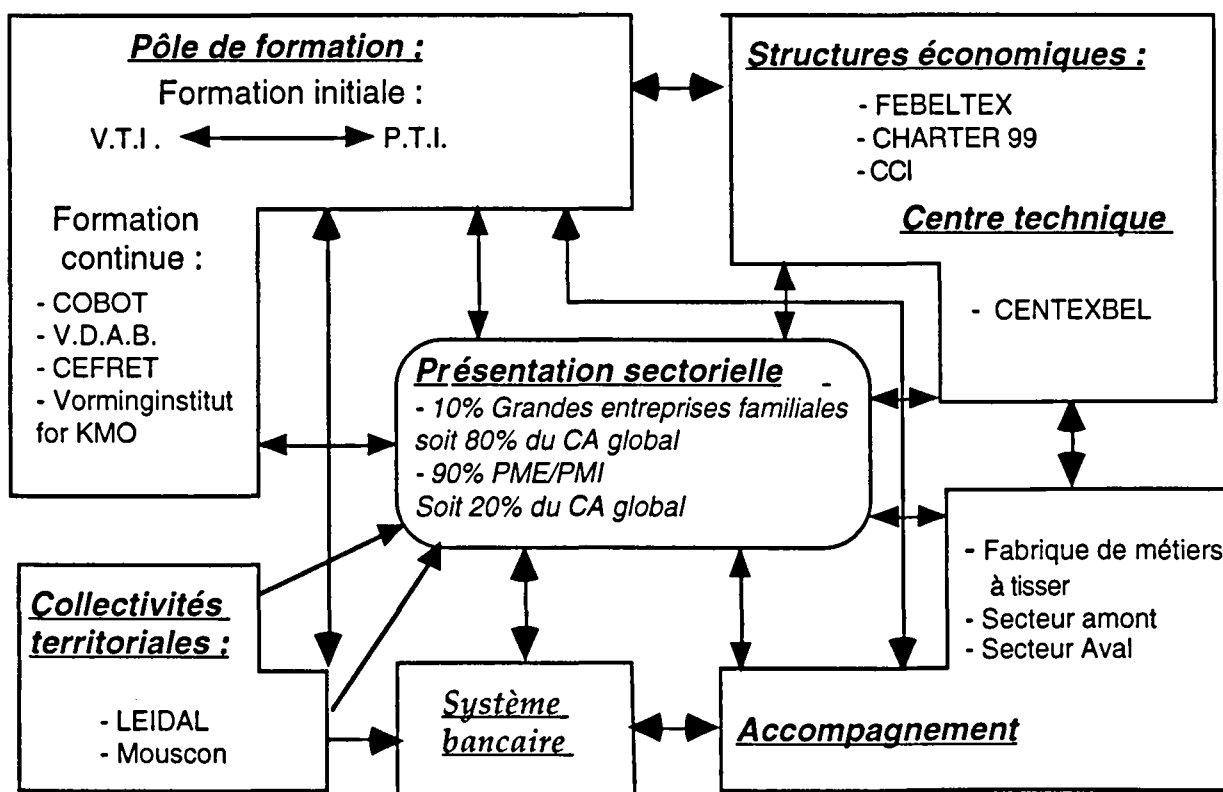 Pôle de formation :
Formation initiale :
V.T.I. P.T.I.
Formation
continue :
- COBOT
- V.D.A.B.
- CEFRET
- Vorminginstitut
for KMO
Structures économiques :
- FEBELTEX
- CHARTER 99
- CCI
Centre technique
- CENTEXBEL
Présentation sectorielle
- 10% Grandes entreprises familiales
soit 80% du CA global
- 90% PME/PMI
Soit 20% du CA global
Collectivités
territoriales :
- LEIDAL
- Mouscon
Système
bancaire
- Fabrique de métiers
à tisser
- Secteur amont
- Secteur Aval
Accompagnement